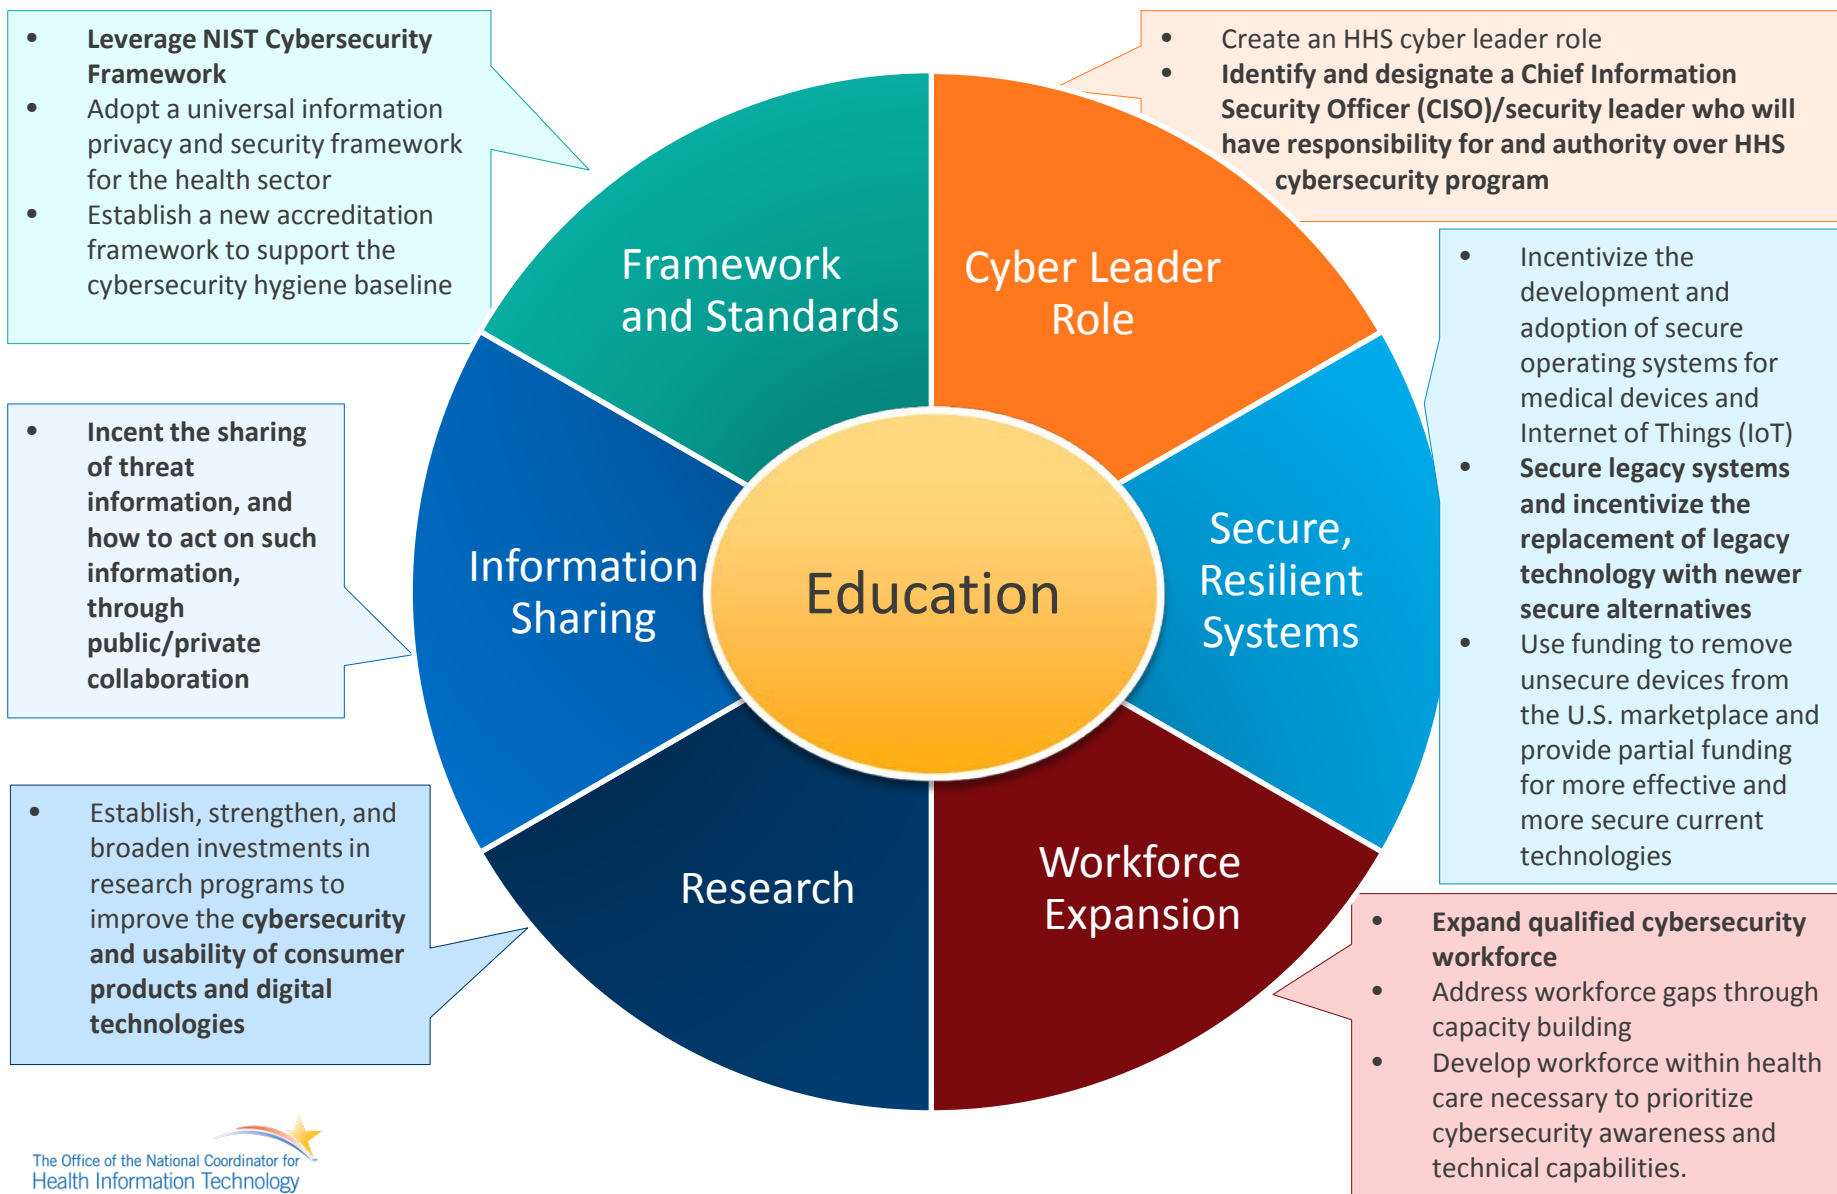 • Leverage NIST Cybersecurity
Framework
• Adopt a universal information
privacy and security framework
for the health sector
• Establish a new accreditation
framework to support the
cybersecurity hygiene baseline
• Create an HHS cyber leader role
• Identify and designate a Chief Information
Security Officer (CISO)/security leader who will
have responsibility for and authority over HHS
cybersecurity program
Framework
and Standards
Cyber Leader
Role
• Incentivize the
development and
adoption of secure
operating systems for
medical devices and
Internet of Things (IoT)
• Secure legacy systems
and incentivize the
replacement of legacy
technology with newer
secure alternatives
• Use funding to remove
unsecure devices from
the U.S. marketplace and
provide partial funding
for more effective and
more secure current
technologies
• Incent the sharing
of threat
information, and
how to act on such
information,
through
public/private
collaboration
Information
Sharing
Education
Secure,
Resilient
Systems
• Establish, strengthen, and
broaden investments in
research programs to
improve the cybersecurity
and usability of consumer
products and digital
technologies
Research
Workforce
Expansion
• Expand qualified cybersecurity
workforce
• Address workforce gaps through
capacity building
• Develop workforce within health
care necessary to prioritize
cybersecurity awareness and
technical capabilities.
The Office of the National Coordinator for
Health Information Technology